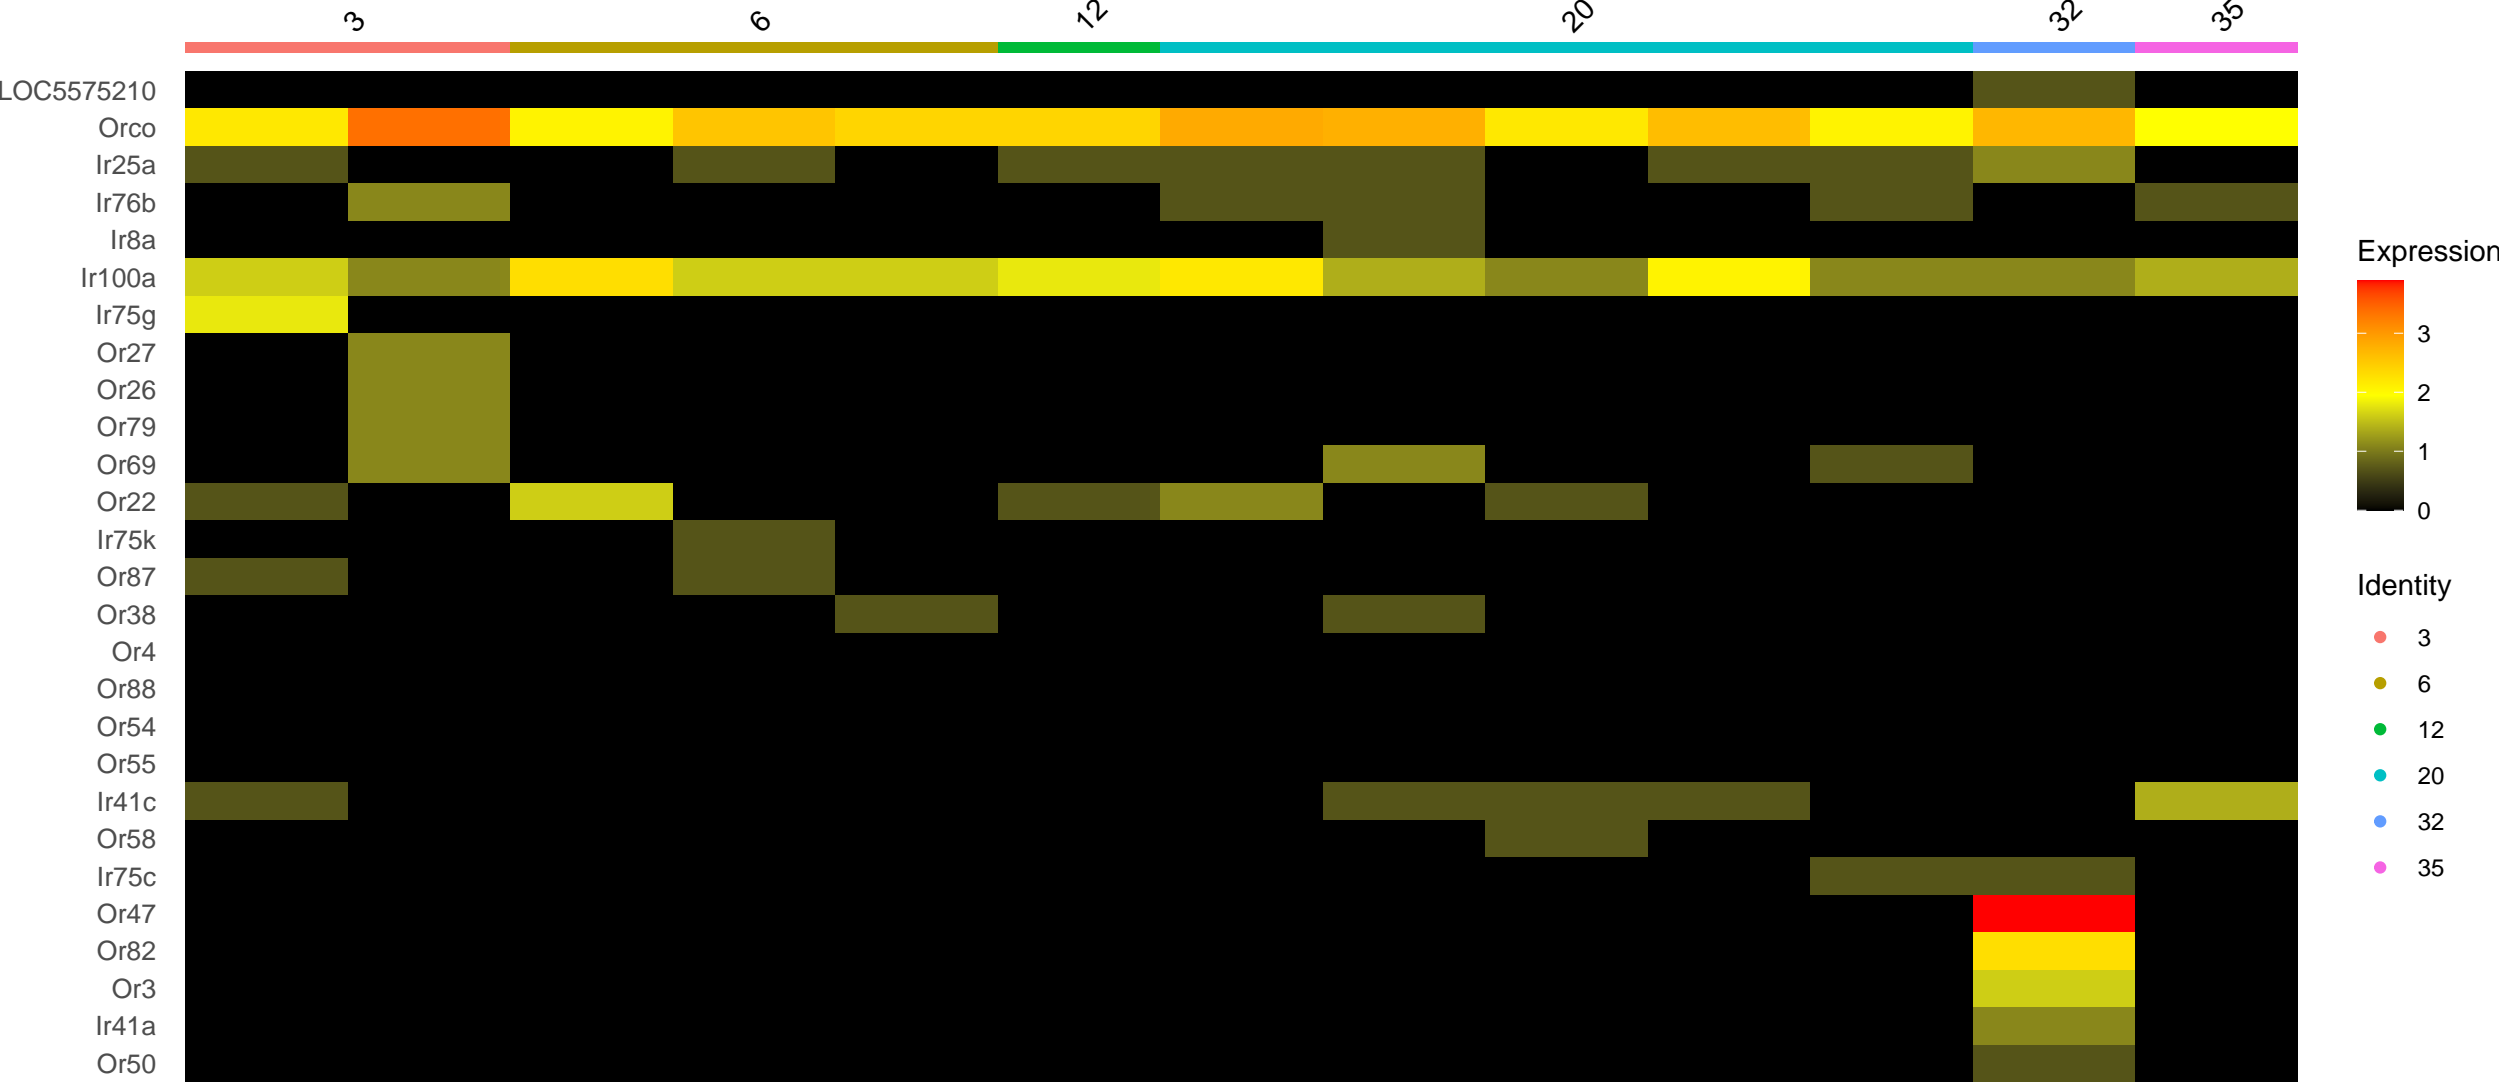 3 6 12 20 32 35
LOC5575210
Orco
Ir25a
Ir76b
Ir8a
Ir100a
Ir75g
Or27
Or26
Or79
Or69
Or22
Ir75k
Or87
Or38
Or4
Or88
Or54
Or55
Ir41c
Or58
Ir75c
Or47
Or82
Or3
Ir41a
Or50
Expression
3
2
1
0
Identity
3
6
12
20
32
35